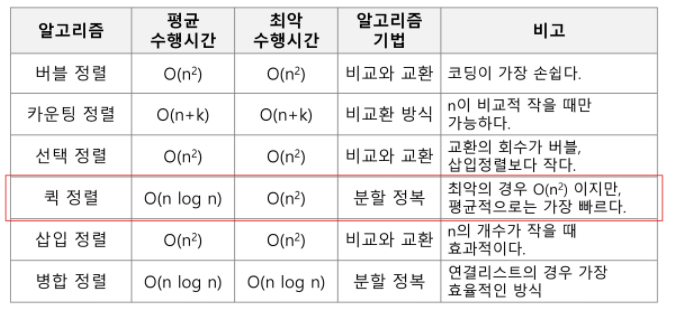 알고리즘 평균 수행시간 최악 수행시간 알고리즘 기법 비고
버블 정렬 O(n²) O(n²) 비교와 교환 코딩이 가장 손쉽다.
카운팅 정렬 O(n+k) O(n+k) 비교환 방식 n이 비교적 작을 때만
가능하다.
선택 정렬 O(n²) O(n²) 비교와 교환 교환의 회수가 버블,
삽입정렬보다 작다.
퀵 정렬 O(n log n) O(n²) 분할 정복 최악의 경우 O(n²) 이지만,
평균적으로는 가장 빠르다.
삽입 정렬 O(n²) O(n²) 비교와 교환 n의 개수가 작을 때
효과적이다.
병합 정렬 O(n log n) O(n log n) 분할 정복 연결리스트의 경우 가장
효율적인 방식